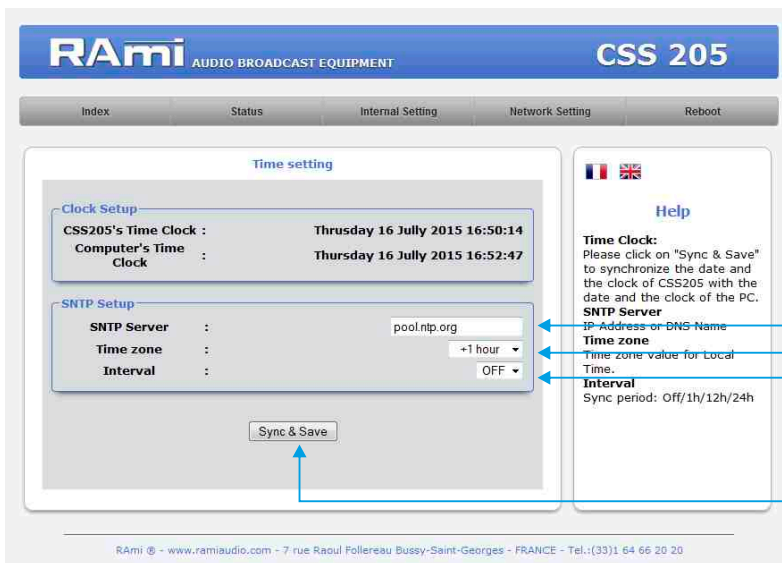 RAmi AUDIO BROADCAST EQUIPMENT CSS 205
Index Status Internal Setting Network Setting Reboot
Time setting
Clock Setup
CSS205's Time Clock : Thrusday 16 Jully 2015 16:50:14
Computer's Time Clock : Thursday 16 Jully 2015 16:52:47
SNTP Setup
SNTP Server : pool.ntp.org
Time zone : +1 hour
Interval : OFF
Sync & Save
Help
Time Clock:
Please click on "Sync & Save"
to synchronize the date and
the clock of CSS205 with the
date and the clock of the PC.
SNTP Server
IP Address or DNS Name
Time zone
Time zone value for Local
Time.
Interval
Sync period: Off/1h/12h/24h
RAmi ® - www.ramiaudio.com - 7 rue Raoul Follereau Bussy-Saint-Georges - FRANCE - Tel.:(33)1 64 66 20 20